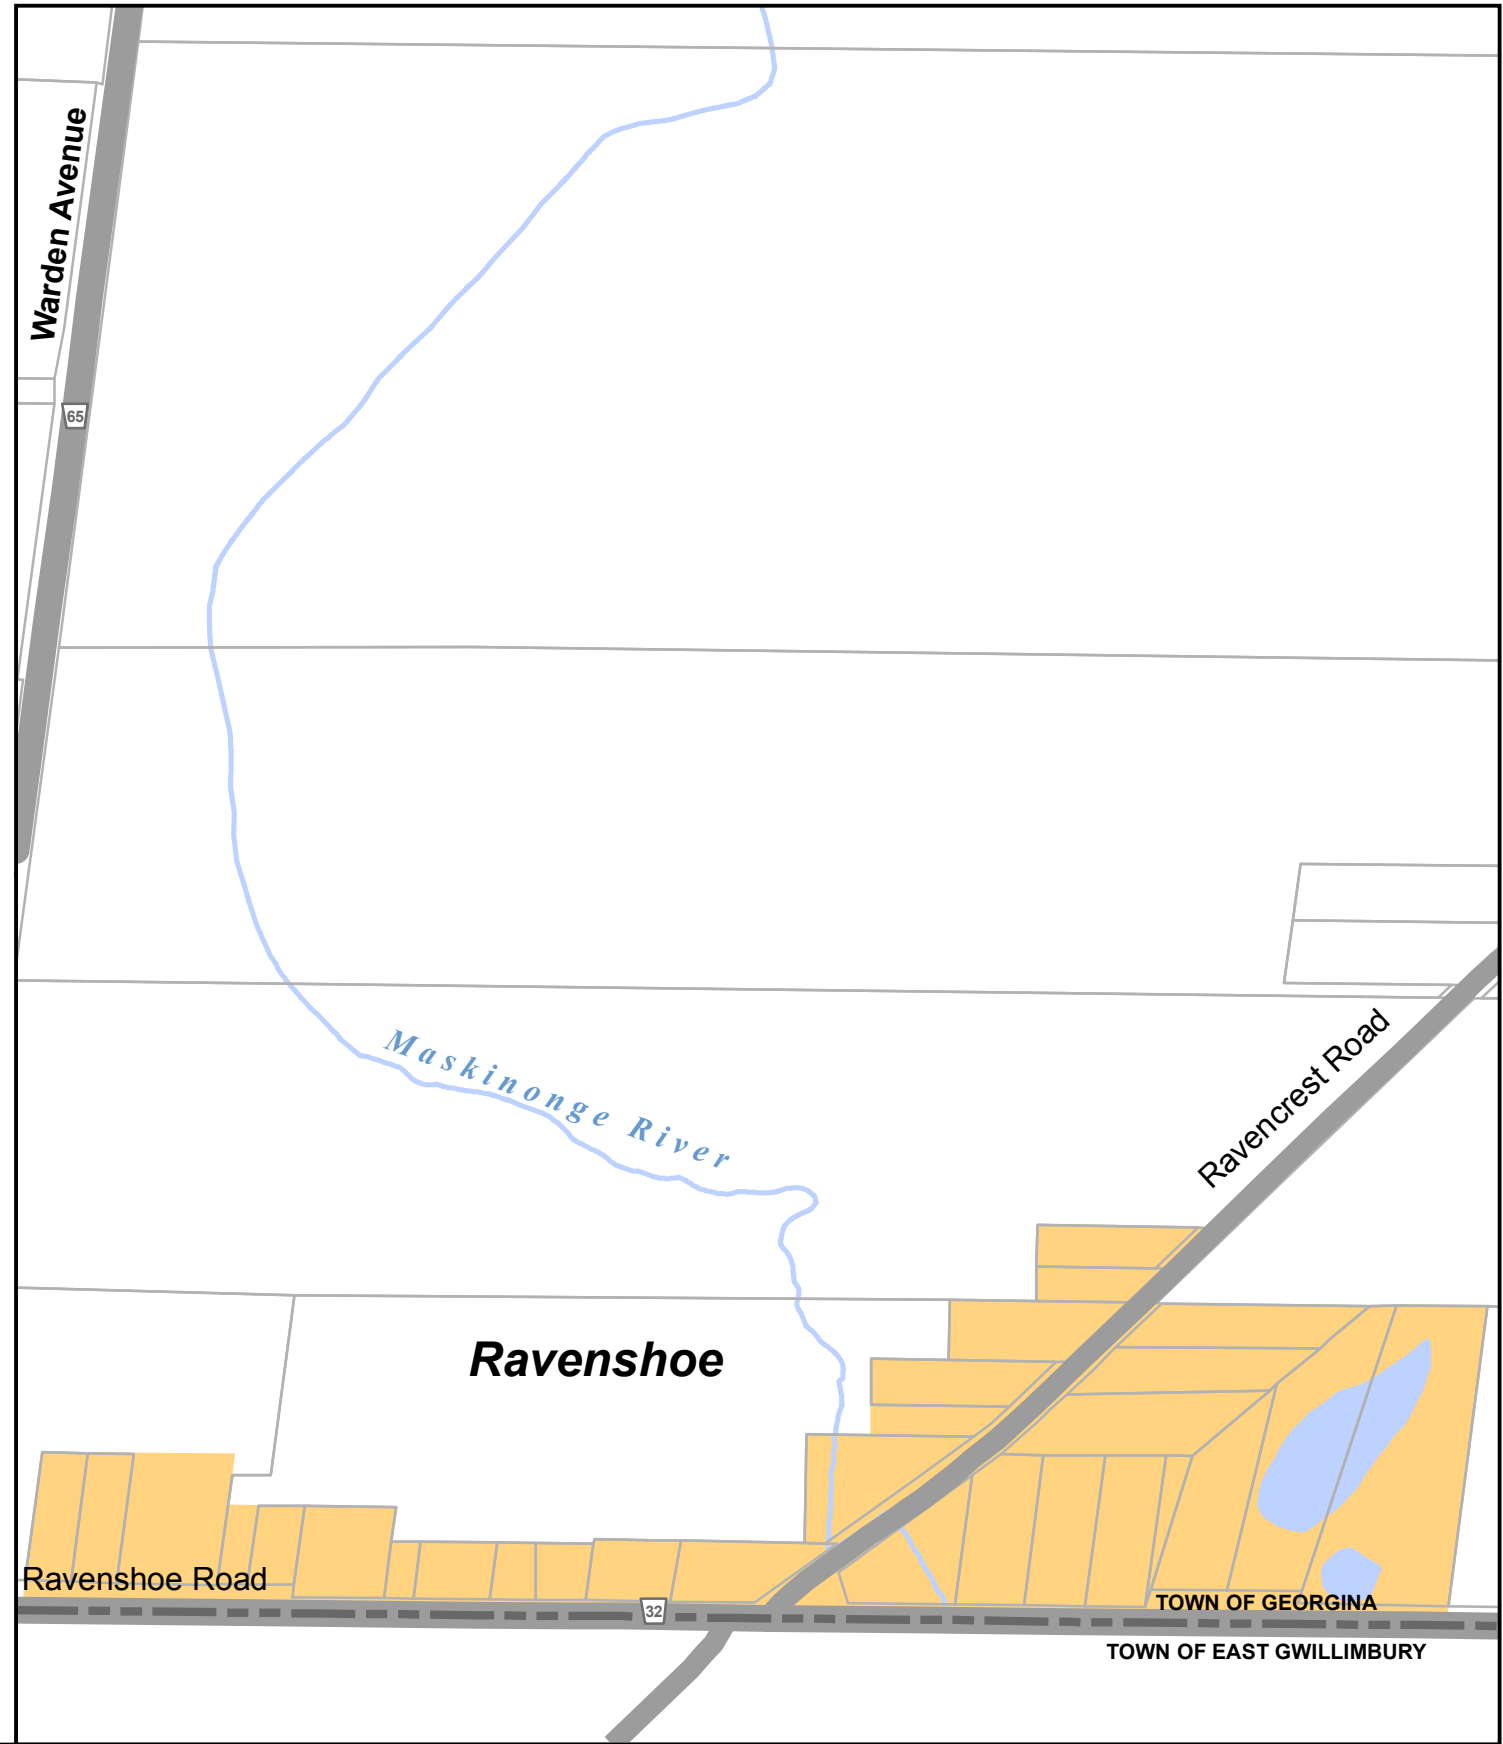 Warden Avenue
65
Ravencrest Road
Maskinonge River
Ravenshoe
Ravenshoe Road
32
TOWN OF GEORGINA
TOWN OF EAST GWILLIMBURY